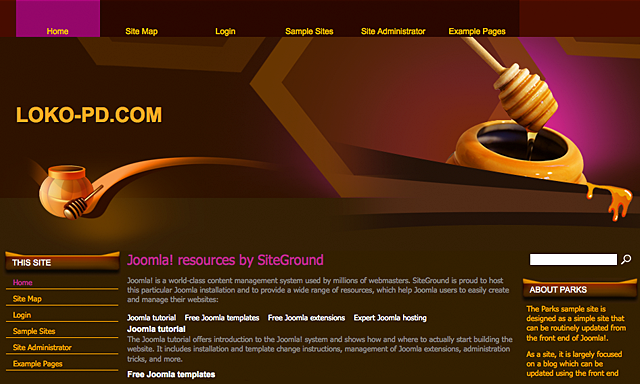 Home Site Map Login Sample Sites Site Administrator Example Pages
LOKO-PD.COM
THIS SITE
Home
Site Map
Login
Sample Sites
Site Administrator
Example Pages
Joomla! resources by SiteGround
Joomla! is a world-class content management system used by millions of webmasters. SiteGround is proud to host
this particular Joomla installation and to provide a wide range of resources, which help Joomla users to easily create
and manage their websites:
Joomla tutorial Free Joomla templates Free Joomla extensions Expert Joomla hosting
Joomla tutorial
The Joomla tutorial offers introduction to the Joomla! system and shows how and where to actually start building the
website. It includes installation and template change instructions, management of Joomla extensions, administration
tricks, and more.
Free Joomla templates
ABOUT PARKS
The Parks sample site is
designed as a simple site that
can be routinely updated from
the front end of Joomla!.
As a site, it is largely focused
on a blog which can be
updated using the front end